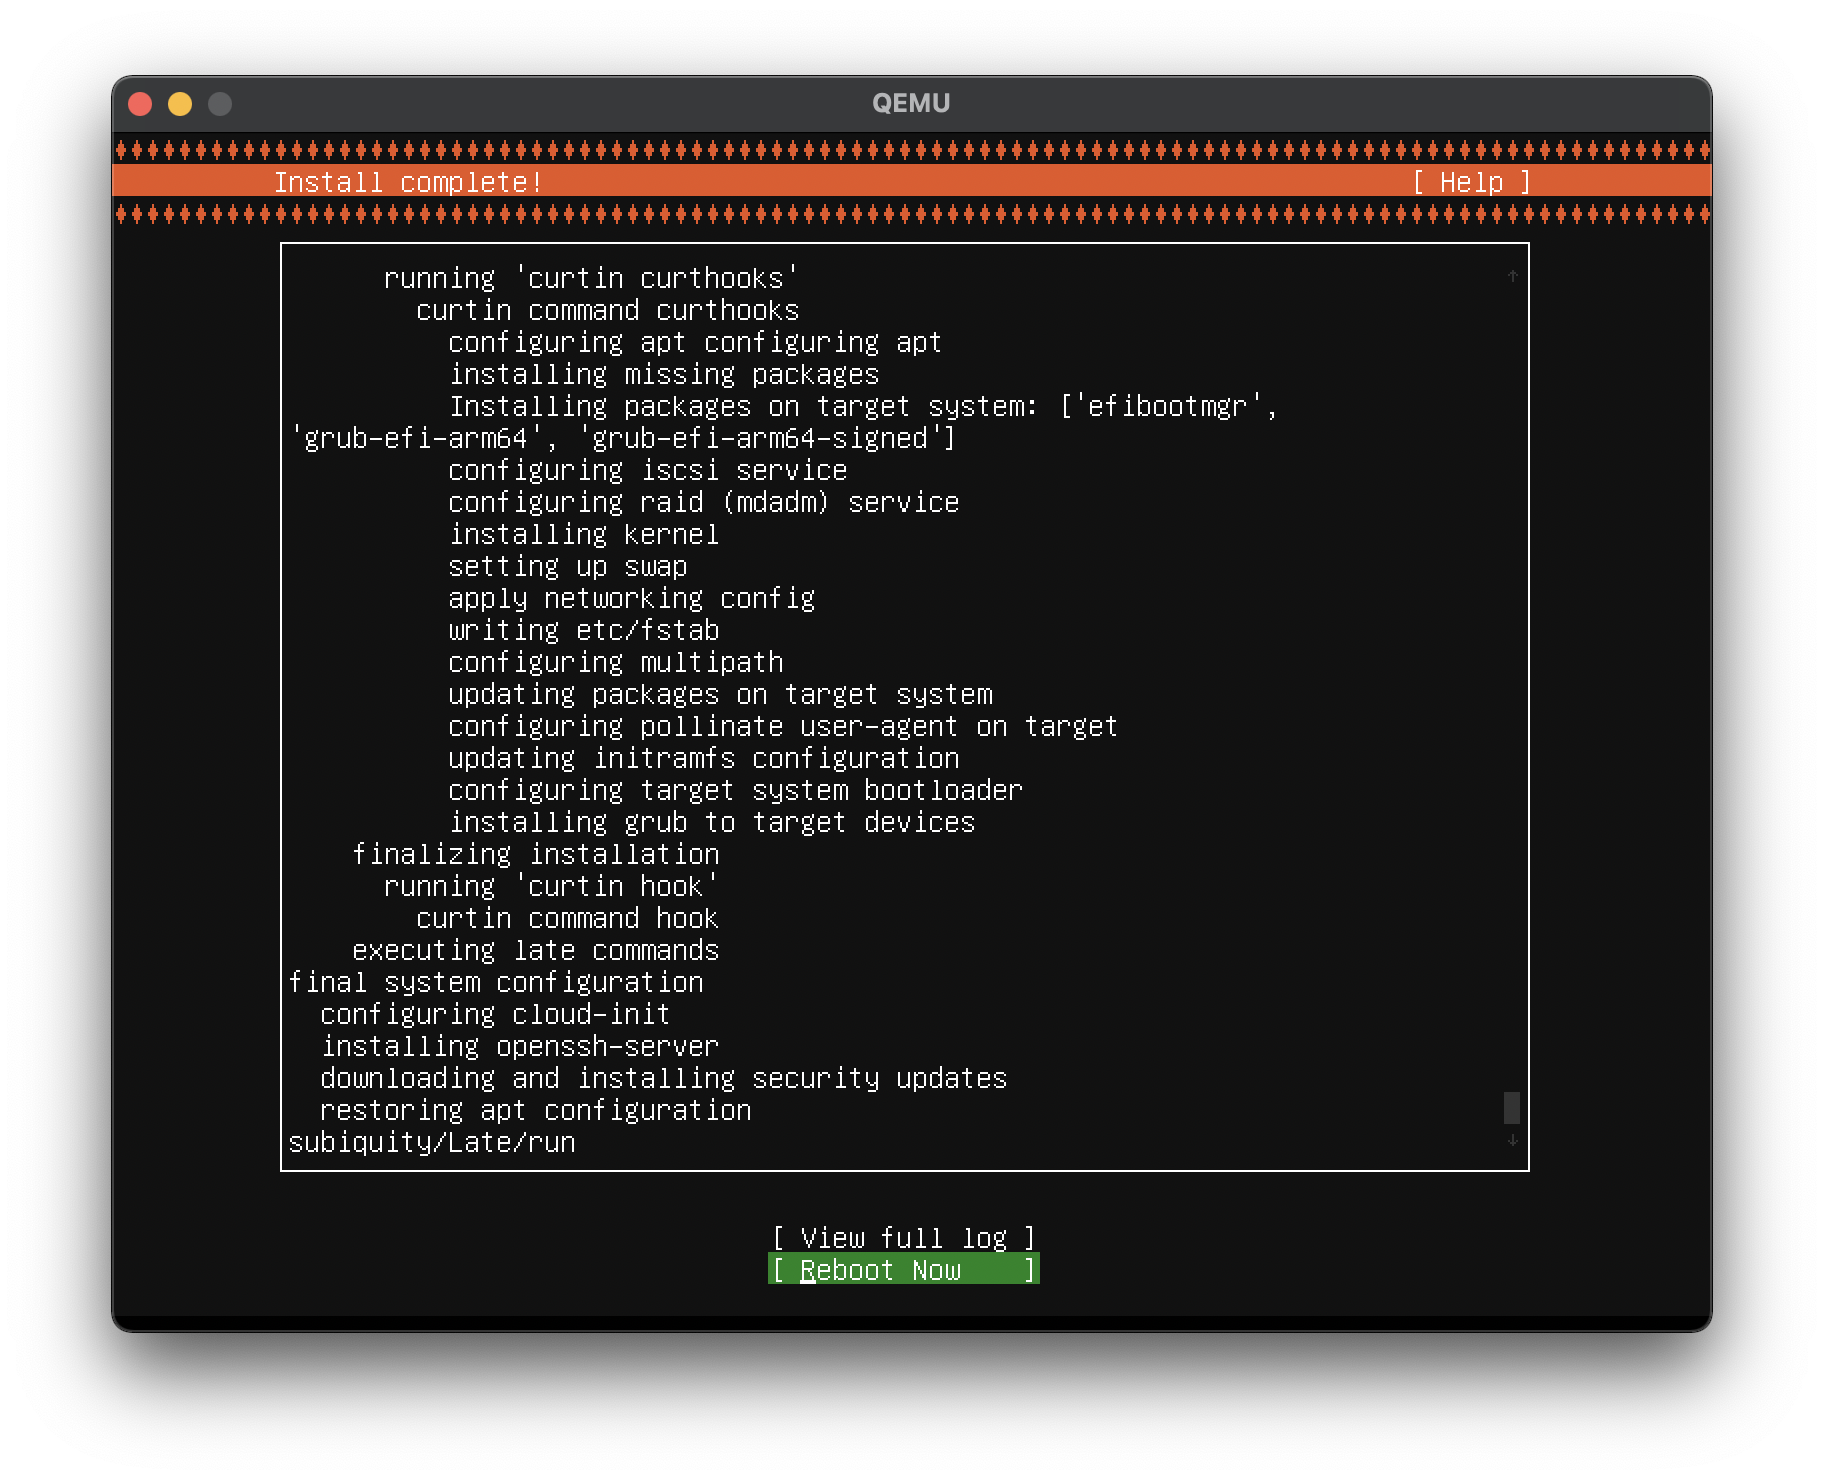 QEMU
Install complete! [ Help ]
running 'curtin curthooks'
curtin command curthooks
configuring apt configuring apt
installing missing packages
Installing packages on target system: ['efibootmgr',
'grub-efi-arm64', 'grub-efi-arm64-signed']
configuring iscsi service
configuring raid (mdadm) service
installing kernel
setting up swap
apply networking config
writing etc/fstab
configuring multipath
updating packages on target system
configuring pollinate user-agent on target
updating initramfs configuration
configuring target system bootloader
installing grub to target devices
finalizing installation
running 'curtin hook'
curtin command hook
executing late commands
final system configuration
configuring cloud-init
installing openssh-server
downloading and installing security updates
restoring apt configuration
subiquity/Late/run
[ View full log ]
[ Reboot Now ]